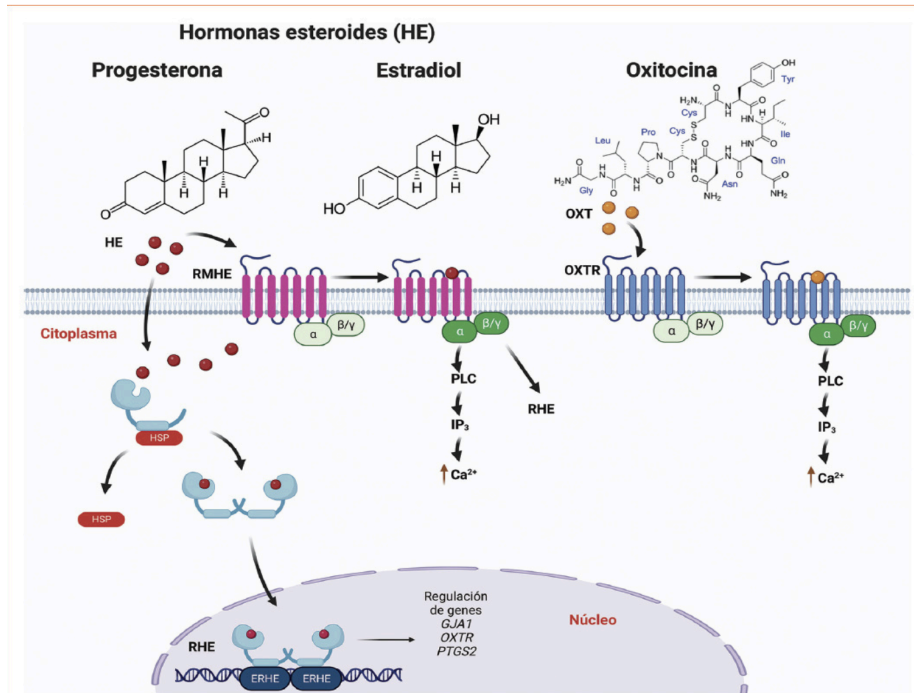 Hormonas esteroides (HE)
Progesterona
Estradiol
Oxitocina
O
H
H
H
H
O
OH
H
H
H
HO
OH
Tyr
H₂N
Cys
O
H
N
N
H
O
O
S
S
HN
Ile
Cys
Pro
Leu
O
N
H
N
O
NH
Gln
O
H₂N
Gly
N
H
O
N
H
O
O
NH₂
Asn
O
NH₂
O
HE
RMHE
OXT
OXTR
α
β/γ
α
β/γ
α
β/γ
α
β/γ
Citoplasma
PLC
IP₃
Ca²⁺
RHE
PLC
IP₃
Ca²⁺
HSP
HSP
Regulación
de genes
GJA1
OXTR
PTGS2
Núcleo
RHE
ERHE
ERHE